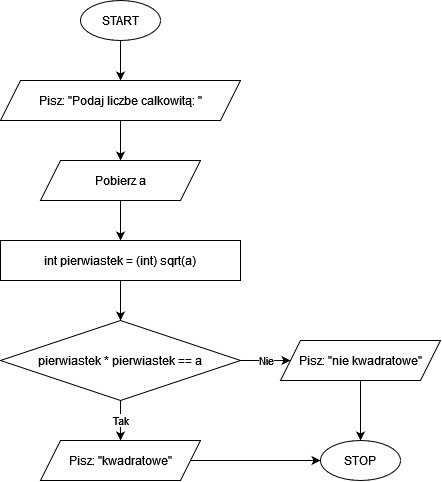 START
Pisz: "Podaj liczbe calkowitą: "
Pobierz a
int pierwiastek = (int) sqrt(a)
pierwiastek * pierwiastek == a
Nie
Pisz: "nie kwadratowe"
Tak
Pisz: "kwadratowe"
STOP